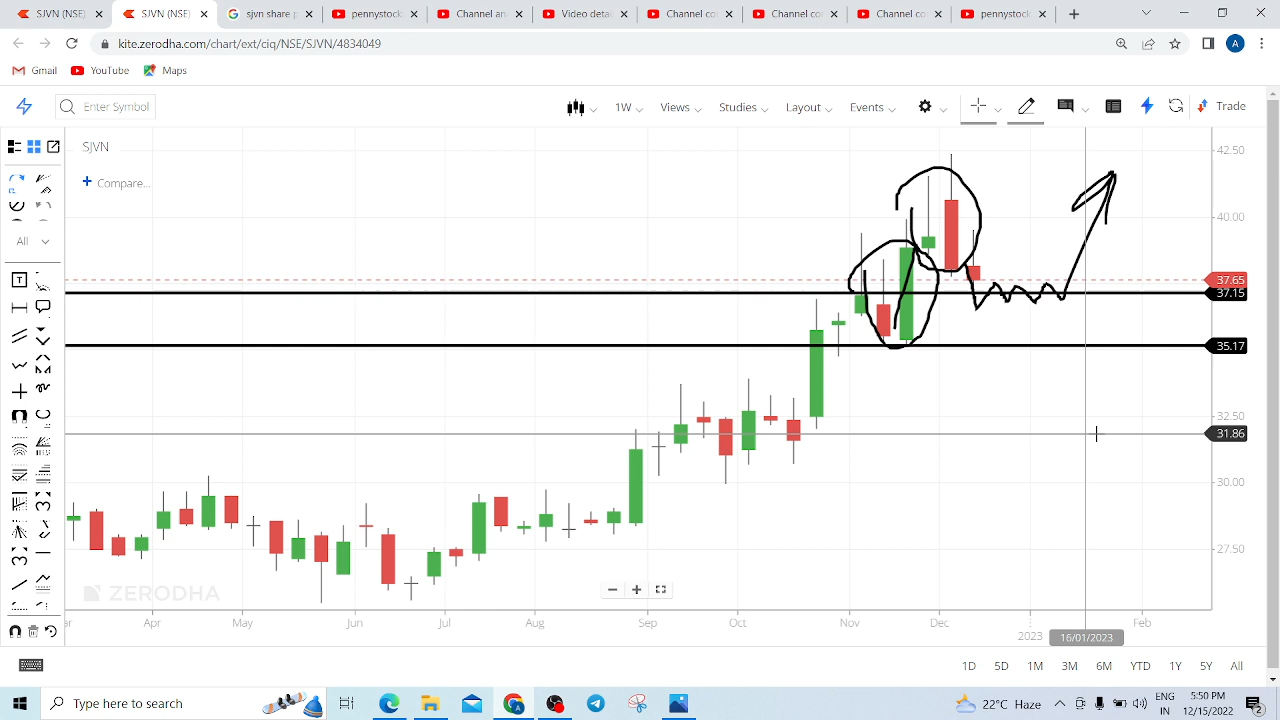 SJVN (NSE
SJVN (NSE
sjvn share p
pennystock
Channel an
Video detai
Channel co
Channel co
Channel co
pennystock
kite.zerodha.com/chart/ext/ciq/NSE/SJVN/4834049
A
Gmail
YouTube
Maps
Enter Symbol
1W
Views
Studies
Layout
Events
Trade
SJVN
Compare...
All
T
42.50
40.00
37.65
37.15
35.17
32.50
31.86
30.00
27.50
ZERODHA
Apr
May
Jun
Jul
Aug
Sep
Oct
Nov
Dec
2023
16/01/2023
Feb
1D
5D
1M
3M
6M
YTD
1Y
5Y
All
Type here to search
22°C Haze
ENG
IN
5:50 PM
12/15/2022
2